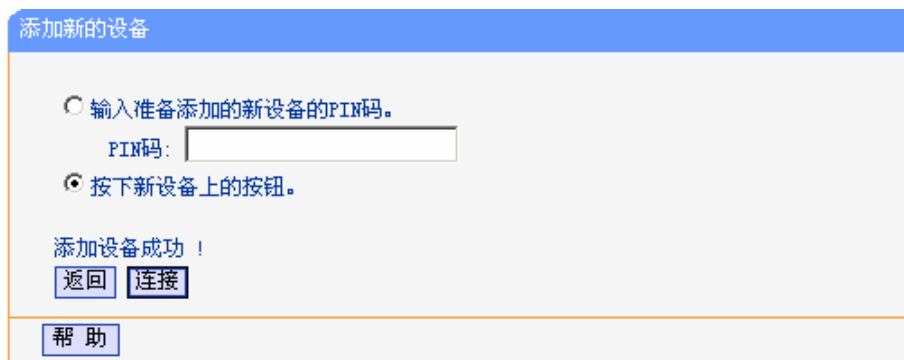 添加新的设备
输入准备添加的新设备的PIN码。
PIN码:
按下新设备上的按钮。
添加设备成功 !
返回 连接
帮 助